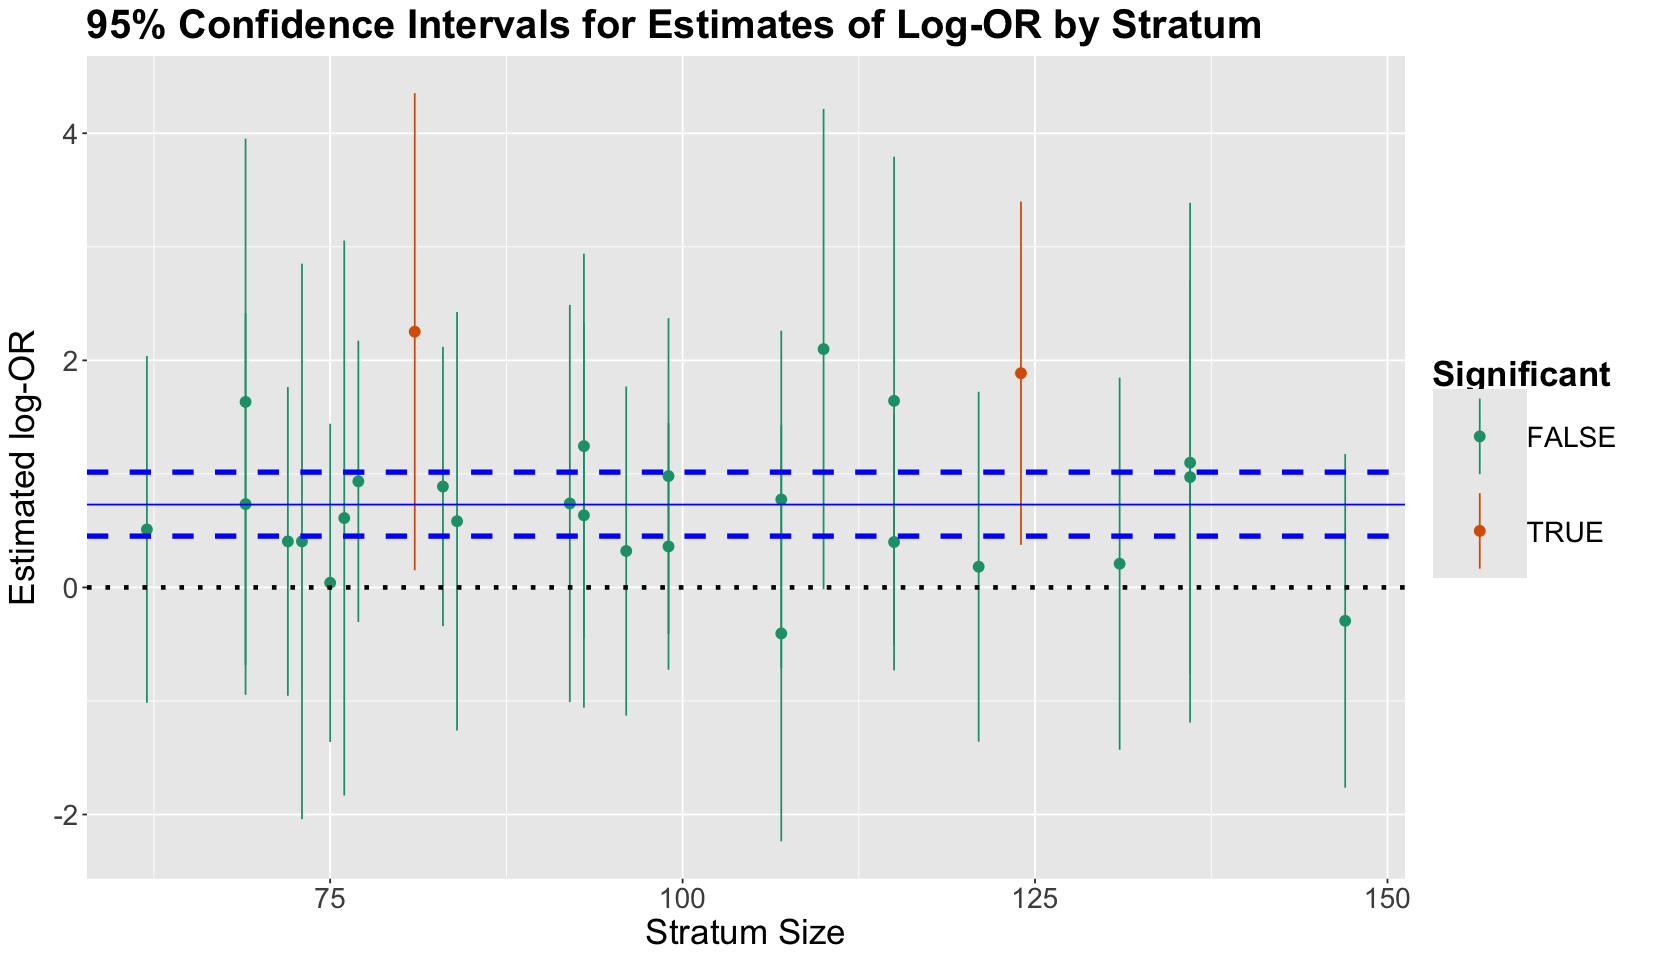 95% Confidence Intervals for Estimates of Log-OR by Stratum
Estimated log-OR
4
2
0
-2
75
100
125
150
Stratum Size
Significant
FALSE
TRUE